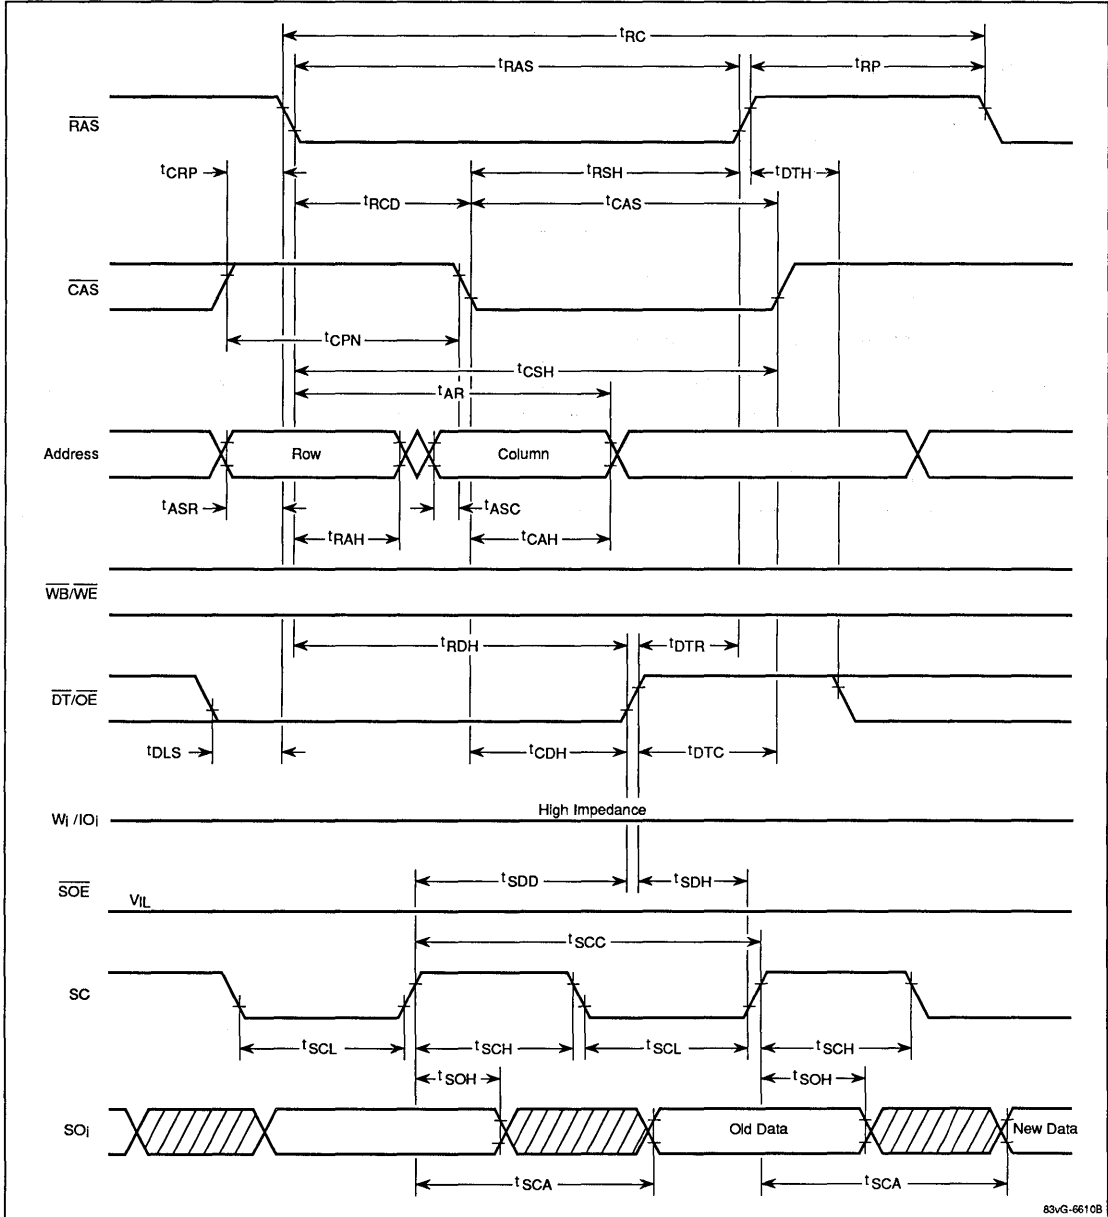 tRC
tRAS
tRP
RAS
tCRP
tRSH
tDTH
tRCD
tCAS
CAS
tCPN
tCSH
tAR
Address
Row
Column
tASR
tASC
tRAH
tCAH
WB/WE
tRDH
tDTR
DT/OE
tDLS
tCDH
tDTC
High Impedance
Wi /IOi
tSDD
tSDH
SOE
VIL
tSCC
SC
tSCL
tSCH
tSCL
tSCH
tSOH
tSOH
SOi
Old Data
New Data
tSCA
tSCA
83vG-6610B